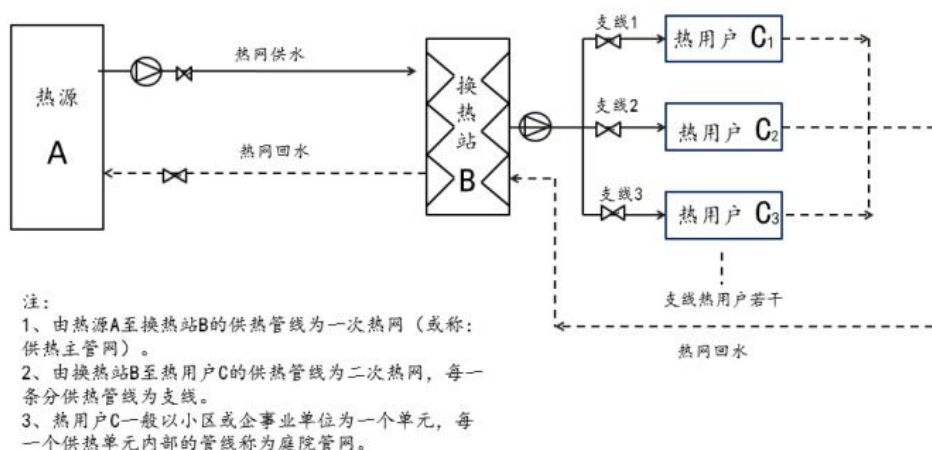 支线1
热用户 C1
热网供水
热源
A
换热站
B
支线2
热用户 C2
热网回水
支线3
热用户 C3
支线热用户若干
热网回水
注：
1、由热源A至换热站B的供热管线为一次热网（或称：
供热主管网）。
2、由换热站B至热用户C的供热管线为二次热网，每一
条分供热管线为支线。
3、热用户C一般以小区或企事业单位为一个单元，每
一个供热单元内部的管线称为庭院管网。